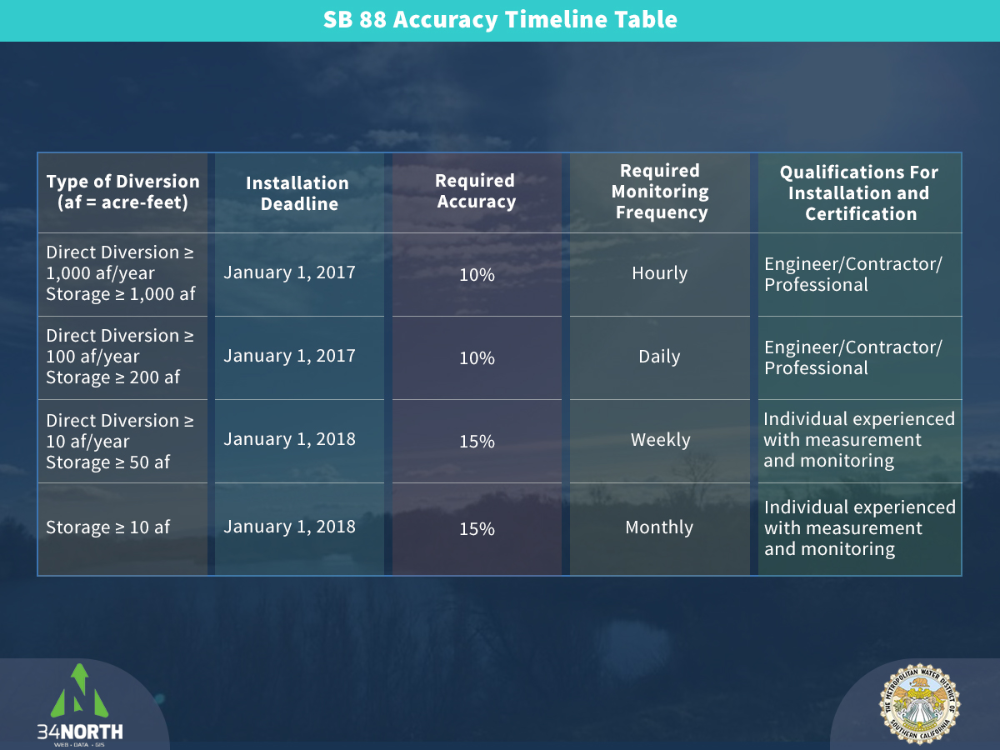 SB 88 Accuracy Timeline Table
Type of Diversion
(af = acre-feet)
Installation
Deadline
Required
Accuracy
Required
Monitoring
Frequency
Qualifications For
Installation and
Certification
Direct Diversion ≥
1,000 af/year
Storage ≥ 1,000 af
January 1, 2017
10%
Hourly
Engineer/Contractor/
Professional
Direct Diversion ≥
100 af/year
Storage ≥ 200 af
January 1, 2017
10%
Daily
Engineer/Contractor/
Professional
Direct Diversion ≥
10 af/year
Storage ≥ 50 af
January 1, 2018
15%
Weekly
Individual experienced
with measurement
and monitoring
Storage ≥ 10 af
January 1, 2018
15%
Monthly
Individual experienced
with measurement
and monitoring
34NORTH
WEB • DATA • GIS
THE METROPOLITAN WATER DISTRICT OF
SOUTHERN CALIFORNIA